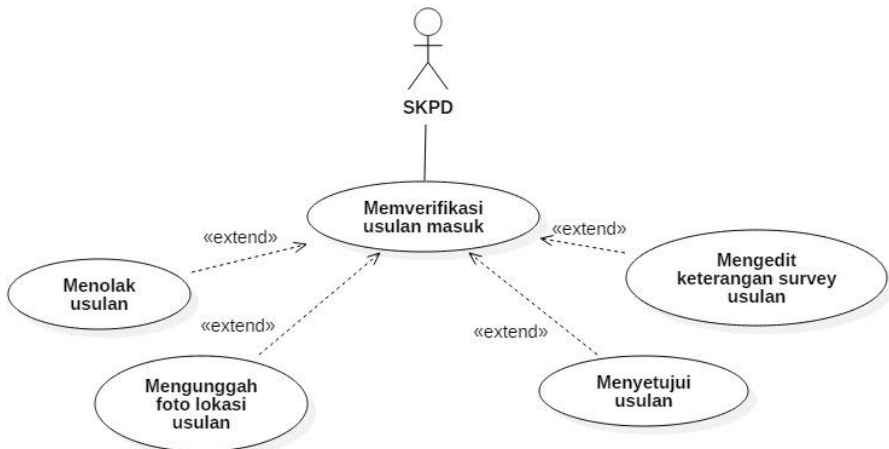 SKPD
Memverifikasi
usulan masuk
«extend»
«extend»
Mengedit
keterangan survey
usulan
Menolak
usulan
«extend»
«extend»
Mengunggah
foto lokasi
usulan
Menyetujui
usulan